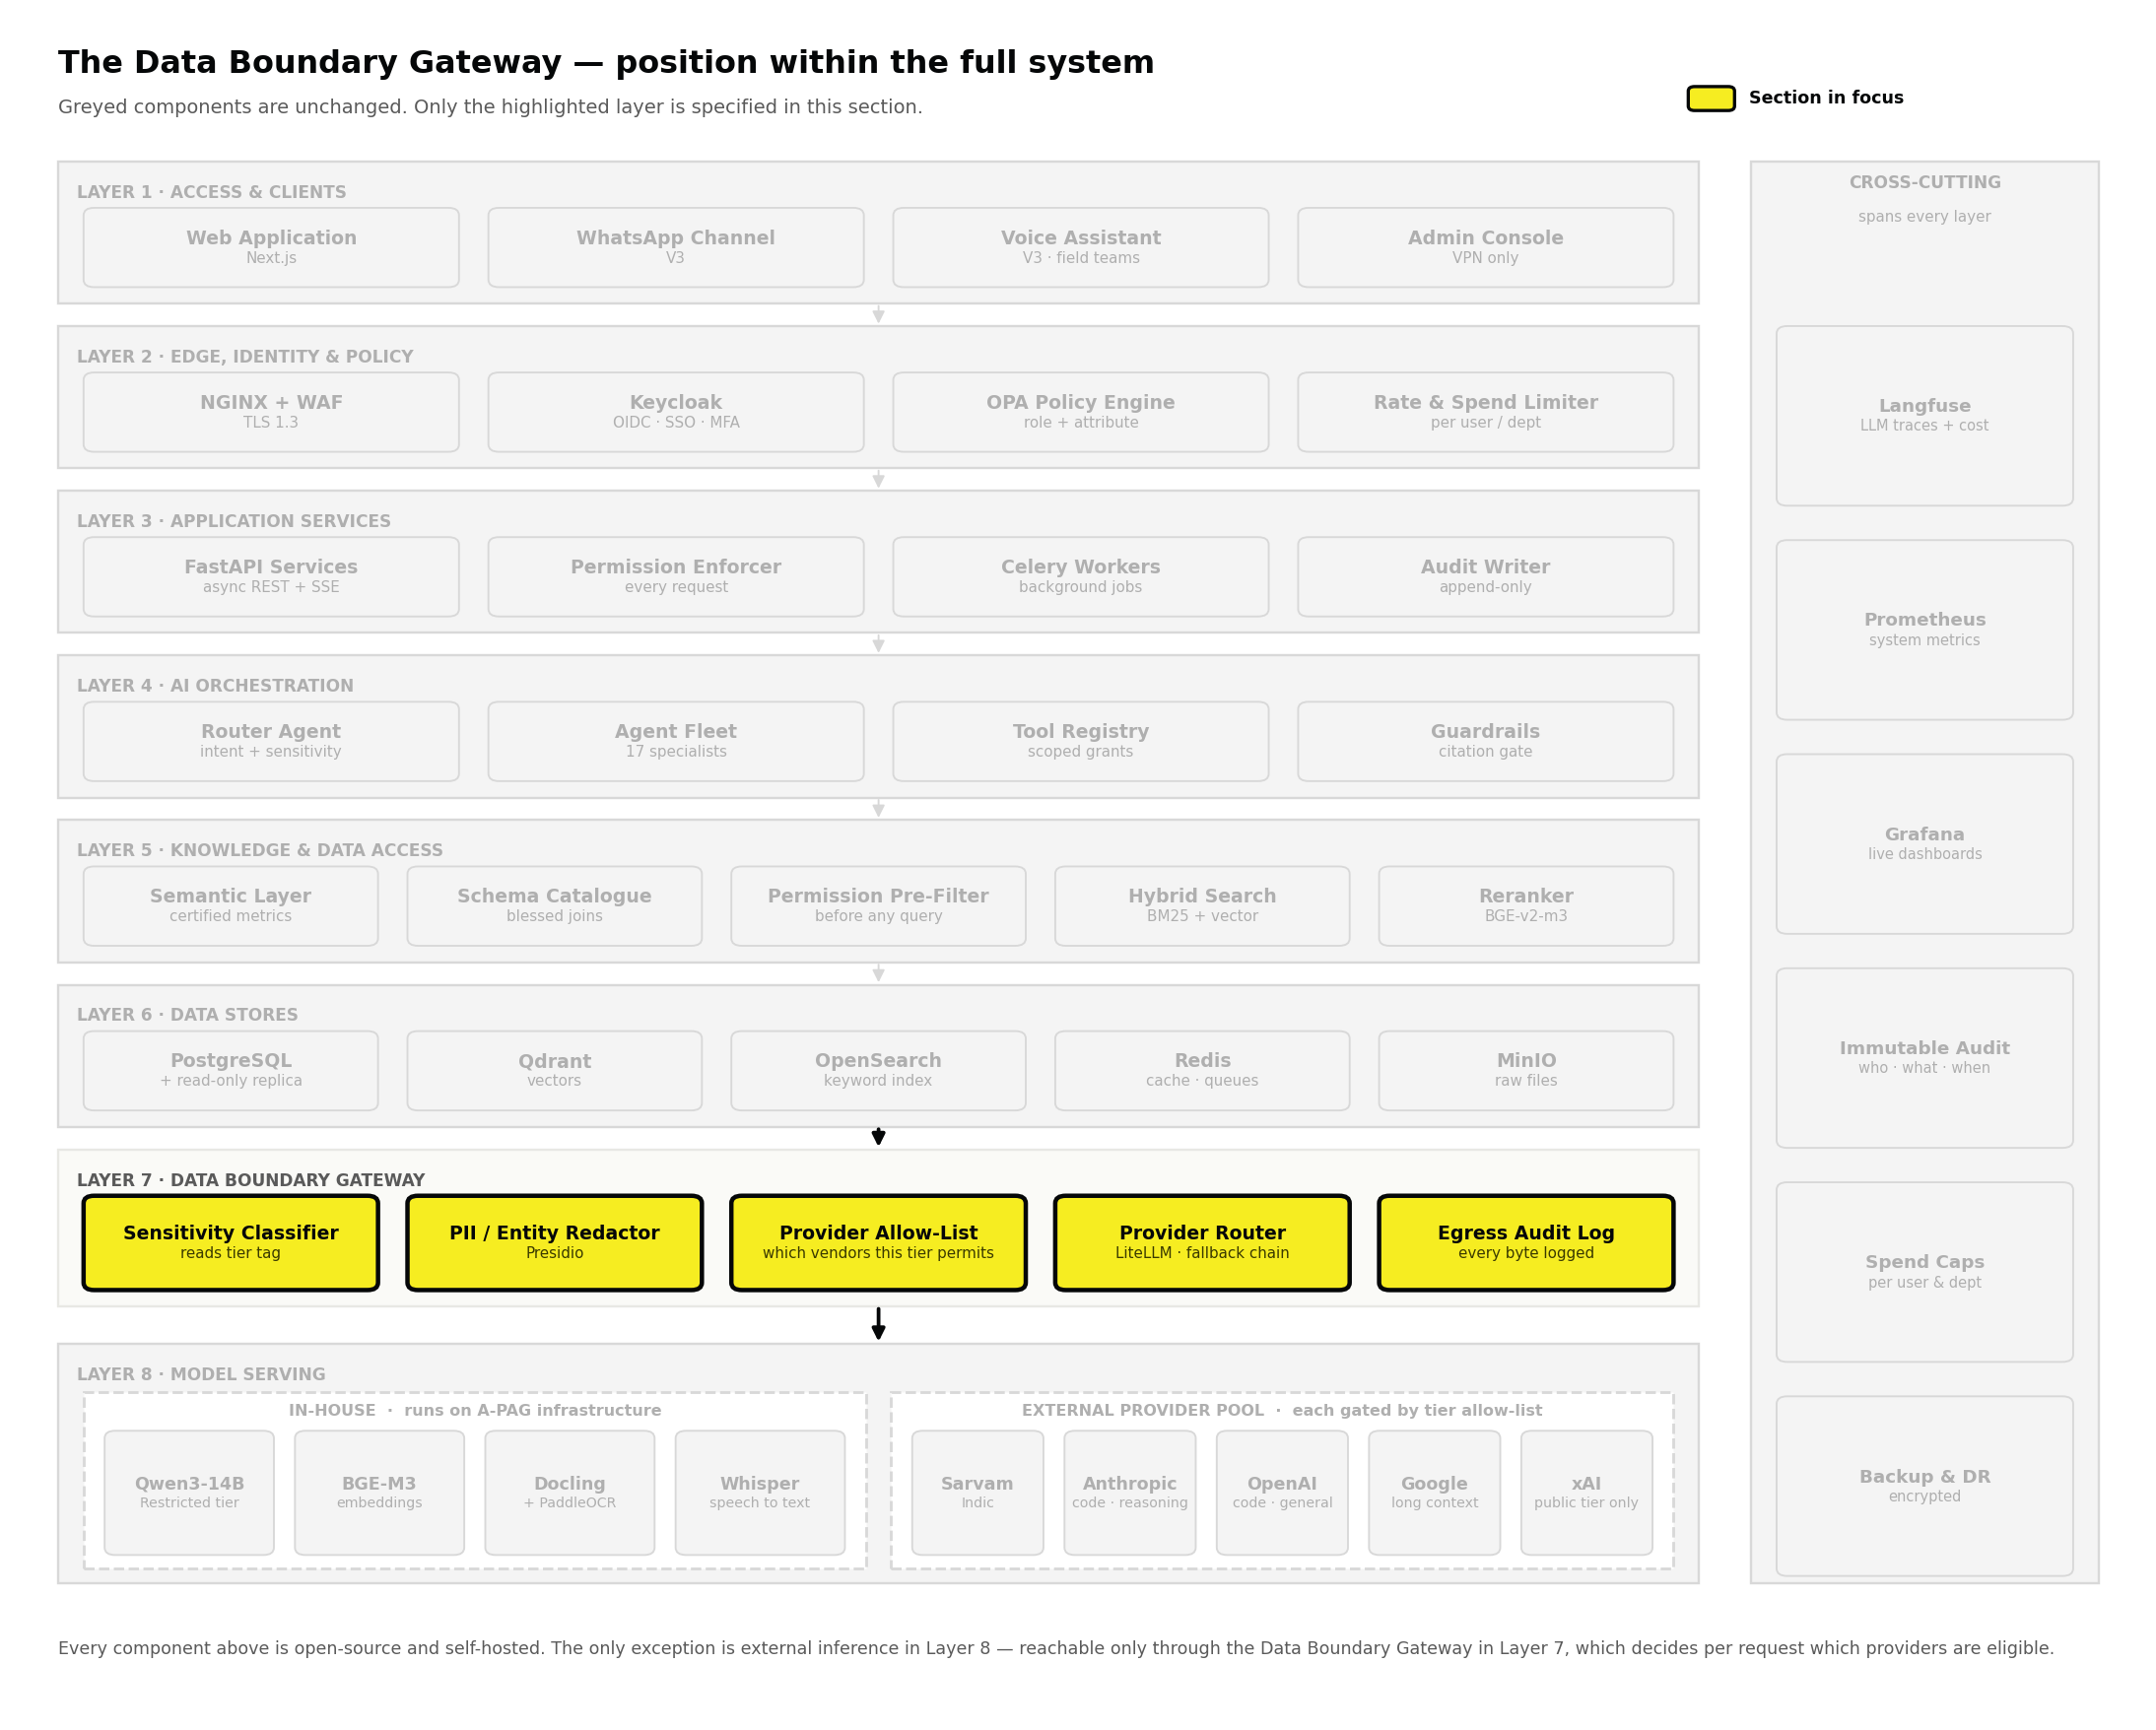 The Data Boundary Gateway — position within the full system
Greyed components are unchanged. Only the highlighted layer is specified in this section.
Section in focus
LAYER 1 · ACCESS & CLIENTS
Web Application
Next.js
WhatsApp Channel
V3
Voice Assistant
V3 · field teams
Admin Console
VPN only
LAYER 2 · EDGE, IDENTITY & POLICY
NGINX + WAF
TLS 1.3
Keycloak
OIDC · SSO · MFA
OPA Policy Engine
role + attribute
Rate & Spend Limiter
per user / dept
LAYER 3 · APPLICATION SERVICES
FastAPI Services
async REST + SSE
Permission Enforcer
every request
Celery Workers
background jobs
Audit Writer
append-only
LAYER 4 · AI ORCHESTRATION
Router Agent
intent + sensitivity
Agent Fleet
17 specialists
Tool Registry
scoped grants
Guardrails
citation gate
LAYER 5 · KNOWLEDGE & DATA ACCESS
Semantic Layer
certified metrics
Schema Catalogue
blessed joins
Permission Pre-Filter
before any query
Hybrid Search
BM25 + vector
Reranker
BGE-v2-m3
LAYER 6 · DATA STORES
PostgreSQL
+ read-only replica
Qdrant
vectors
OpenSearch
keyword index
Redis
cache · queues
MinIO
raw files
LAYER 7 · DATA BOUNDARY GATEWAY
Sensitivity Classifier
reads tier tag
PII / Entity Redactor
Presidio
Provider Allow-List
which vendors this tier permits
Provider Router
LiteLLM · fallback chain
Egress Audit Log
every byte logged
LAYER 8 · MODEL SERVING
IN-HOUSE · runs on A-PAG infrastructure
Qwen3-14B
Restricted tier
BGE-M3
embeddings
Docling
+ PaddleOCR
Whisper
speech to text
EXTERNAL PROVIDER POOL · each gated by tier allow-list
Sarvam
Indic
Anthropic
code · reasoning
OpenAI
code · general
Google
long context
xAI
public tier only
CROSS-CUTTING
spans every layer
Langfuse
LLM traces + cost
Prometheus
system metrics
Grafana
live dashboards
Immutable Audit
who · what · when
Spend Caps
per user & dept
Backup & DR
encrypted
Every component above is open-source and self-hosted. The only exception is external inference in Layer 8 — reachable only through the Data Boundary Gateway in Layer 7, which decides per request which providers are eligible.